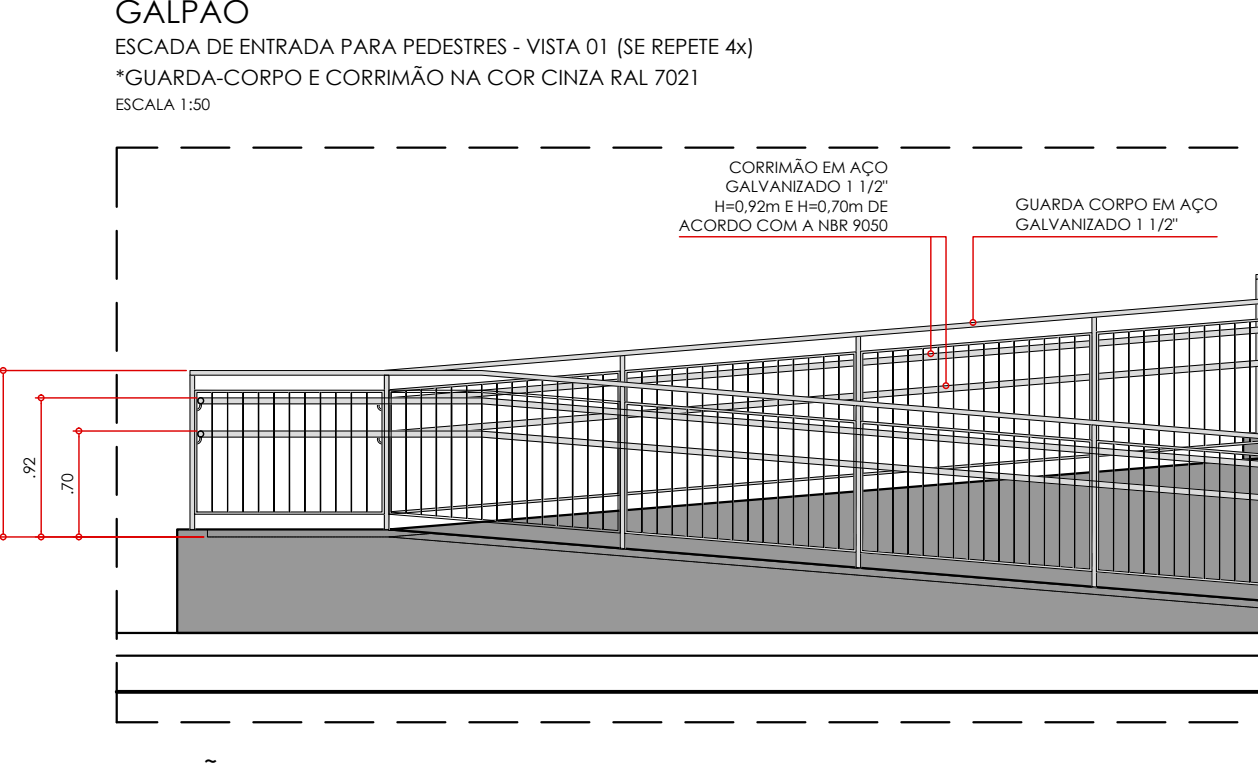 GALPÃO
ESCADA DE ENTRADA PARA PEDESTRES - VISTA 01 (SE REPETE 4x)
*GUARDA-CORPO E CORRIMÃO NA COR CINZA RAL 7021
ESCALA 1:50
CORRIMÃO EM AÇO
GALVANIZADO 1 1/2"
H=0,92m E H=0,70m DE
ACORDO COM A NBR 9050
GUARDA CORPO EM AÇO
GALVANIZADO 1 1/2"
.92
.70